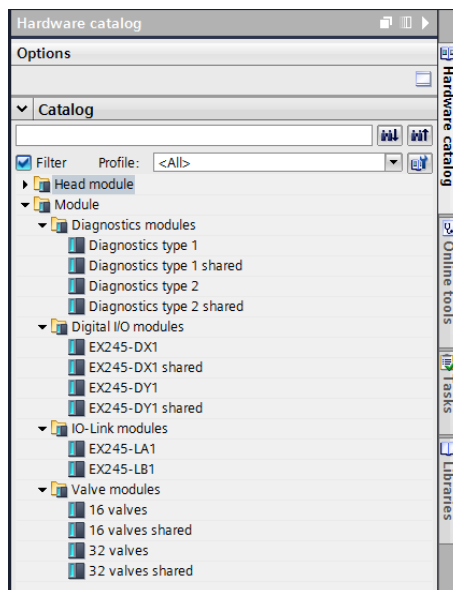 Hardware catalog
Options
Catalog
Filter Profile: <All>
Head module
Module
Diagnostics modules
Diagnostics type 1
Diagnostics type 1 shared
Diagnostics type 2
Diagnostics type 2 shared
Digital I/O modules
EX245-DX1
EX245-DX1 shared
EX245-DY1
EX245-DY1 shared
IO-Link modules
EX245-LA1
EX245-LB1
Valve modules
16 valves
16 valves shared
32 valves
32 valves shared
Hardware catalog
Online tools
Tasks
Libraries